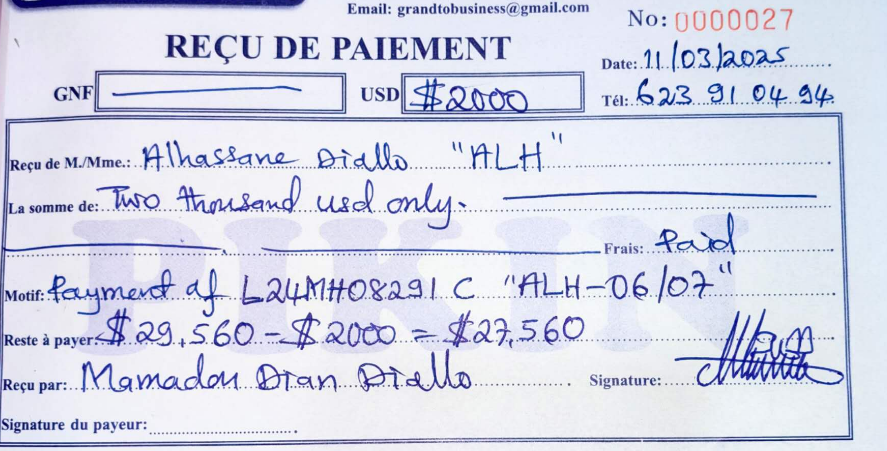 Email: grandtobusiness@gmail.com
No: 0000027
REÇU DE PAIEMENT
Date: 11/03/2025
GNF
USD $2000
Tél: 623 91 04 94
Reçu de M./Mme.: Alhassane Diallo "ALH"
La somme de: Two thousand usd only.
Frais: Paid
Motif: Payment of L24MH08291C "ALH-06/07"
Reste à payer: $29,560 - $2000 = $27,560
Reçu par: Mamadou Dian Diallo
Signature:
Signature du payeur:
PIKIN